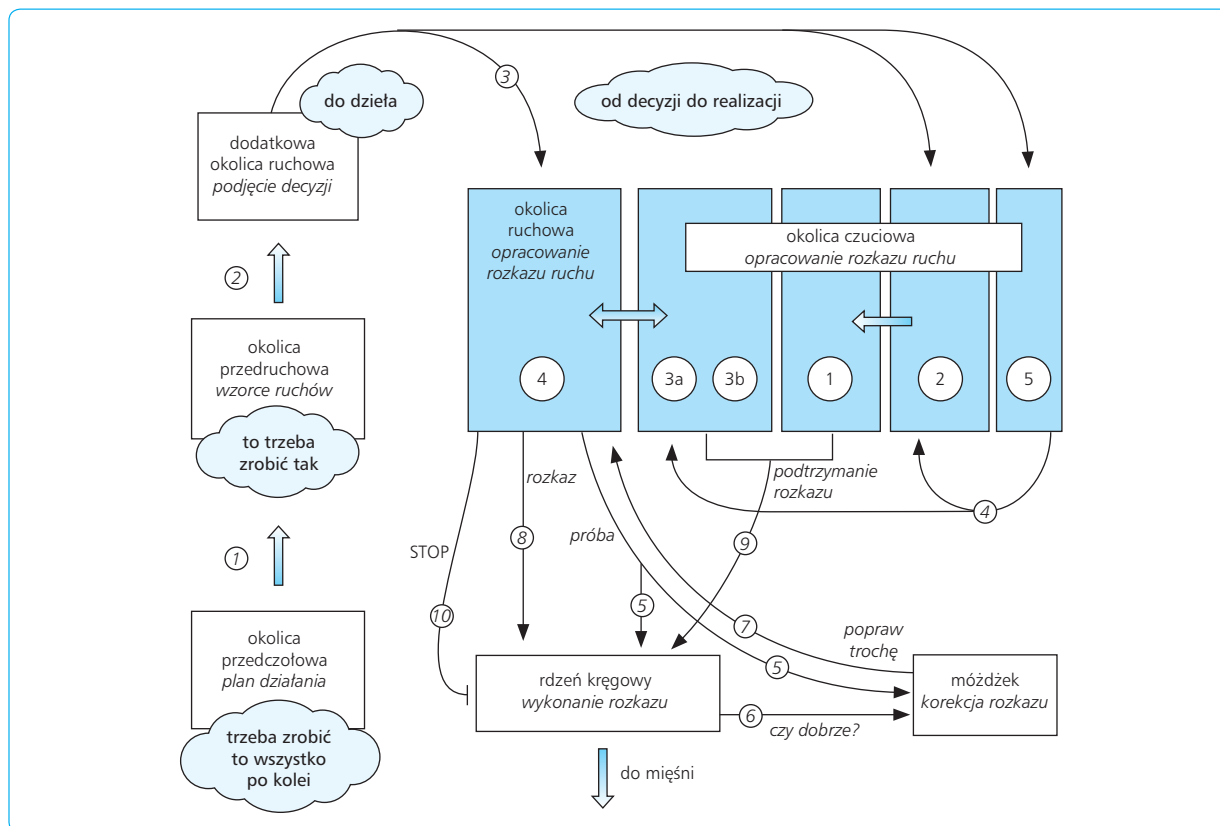 do dzieła
od decyzji do realizacji
3
dodatkowa
okolica ruchowa
podjęcie decyzji
2
okolica
przedruchowa
wzorce ruchów
to trzeba
zrobić tak
1
okolica
przedczołowa
plan działania
trzeba zrobić
to wszystko
po kolei
okolica
ruchowa
opracowanie
rozkazu ruchu
okolica czuciowa
opracowanie rozkazu ruchu
4
3a
3b
1
2
5
rozkaz
podtrzymanie
rozkazu
4
STOP
8
próba
9
10
5
7
popraw
trochę
5
rdzeń kręgowy
wykonanie rozkazu
móżdżek
korekcja rozkazu
6
czy dobrze?
do mięśni